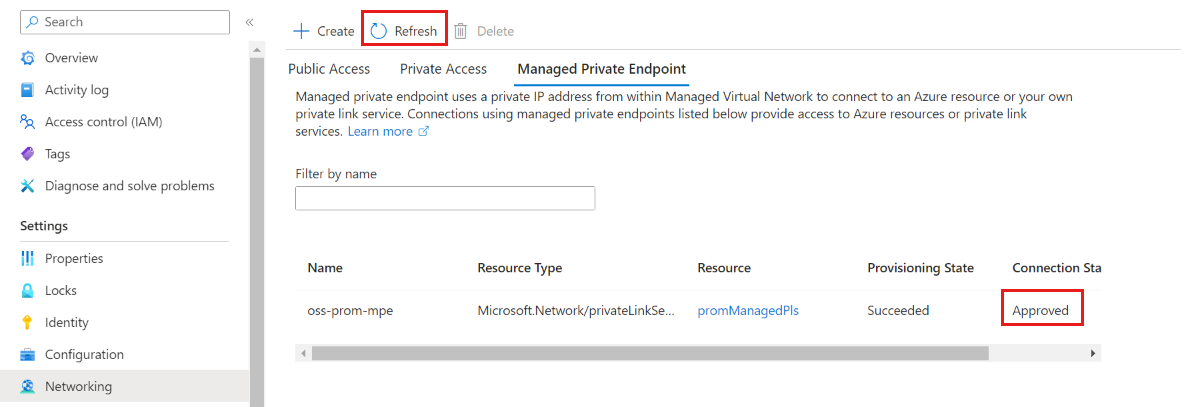 Search
«
Overview
Activity log
Access control (IAM)
Tags
Diagnose and solve problems
Settings
Properties
Locks
Identity
Configuration
Networking
Create Refresh Delete
Public Access Private Access Managed Private Endpoint
Managed private endpoint uses a private IP address from within Managed Virtual Network to connect to an Azure resource or your own
private link service. Connections using managed private endpoints listed below provide access to Azure resources or private link
services. Learn more
Filter by name
Name Resource Type Resource Provisioning State Connection Sta
oss-prom-mpe Microsoft.Network/privateLinkSe... promManagedPls Succeeded Approved